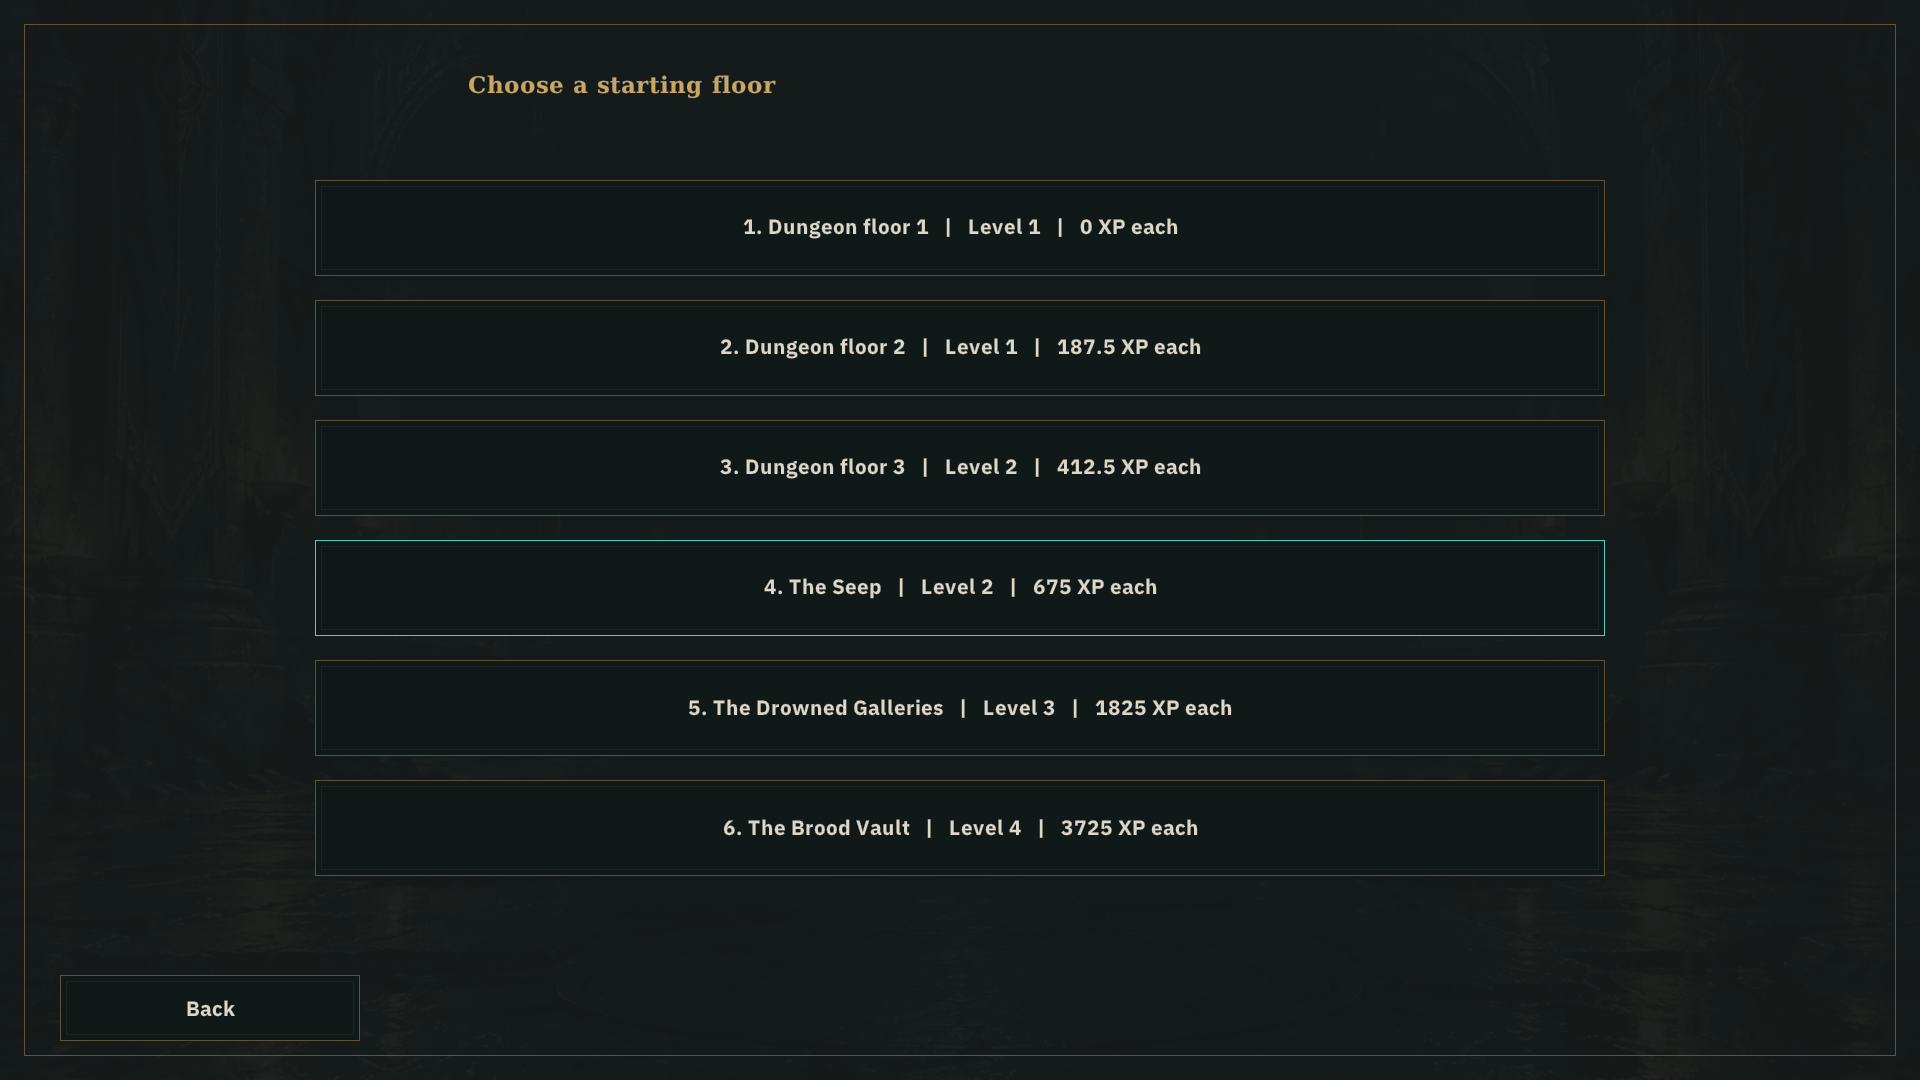 Choose a starting floor
1. Dungeon floor 1 | Level 1 | 0 XP each
2. Dungeon floor 2 | Level 1 | 187.5 XP each
3. Dungeon floor 3 | Level 2 | 412.5 XP each
4. The Seep | Level 2 | 675 XP each
5. The Drowned Galleries | Level 3 | 1825 XP each
6. The Brood Vault | Level 4 | 3725 XP each
Back